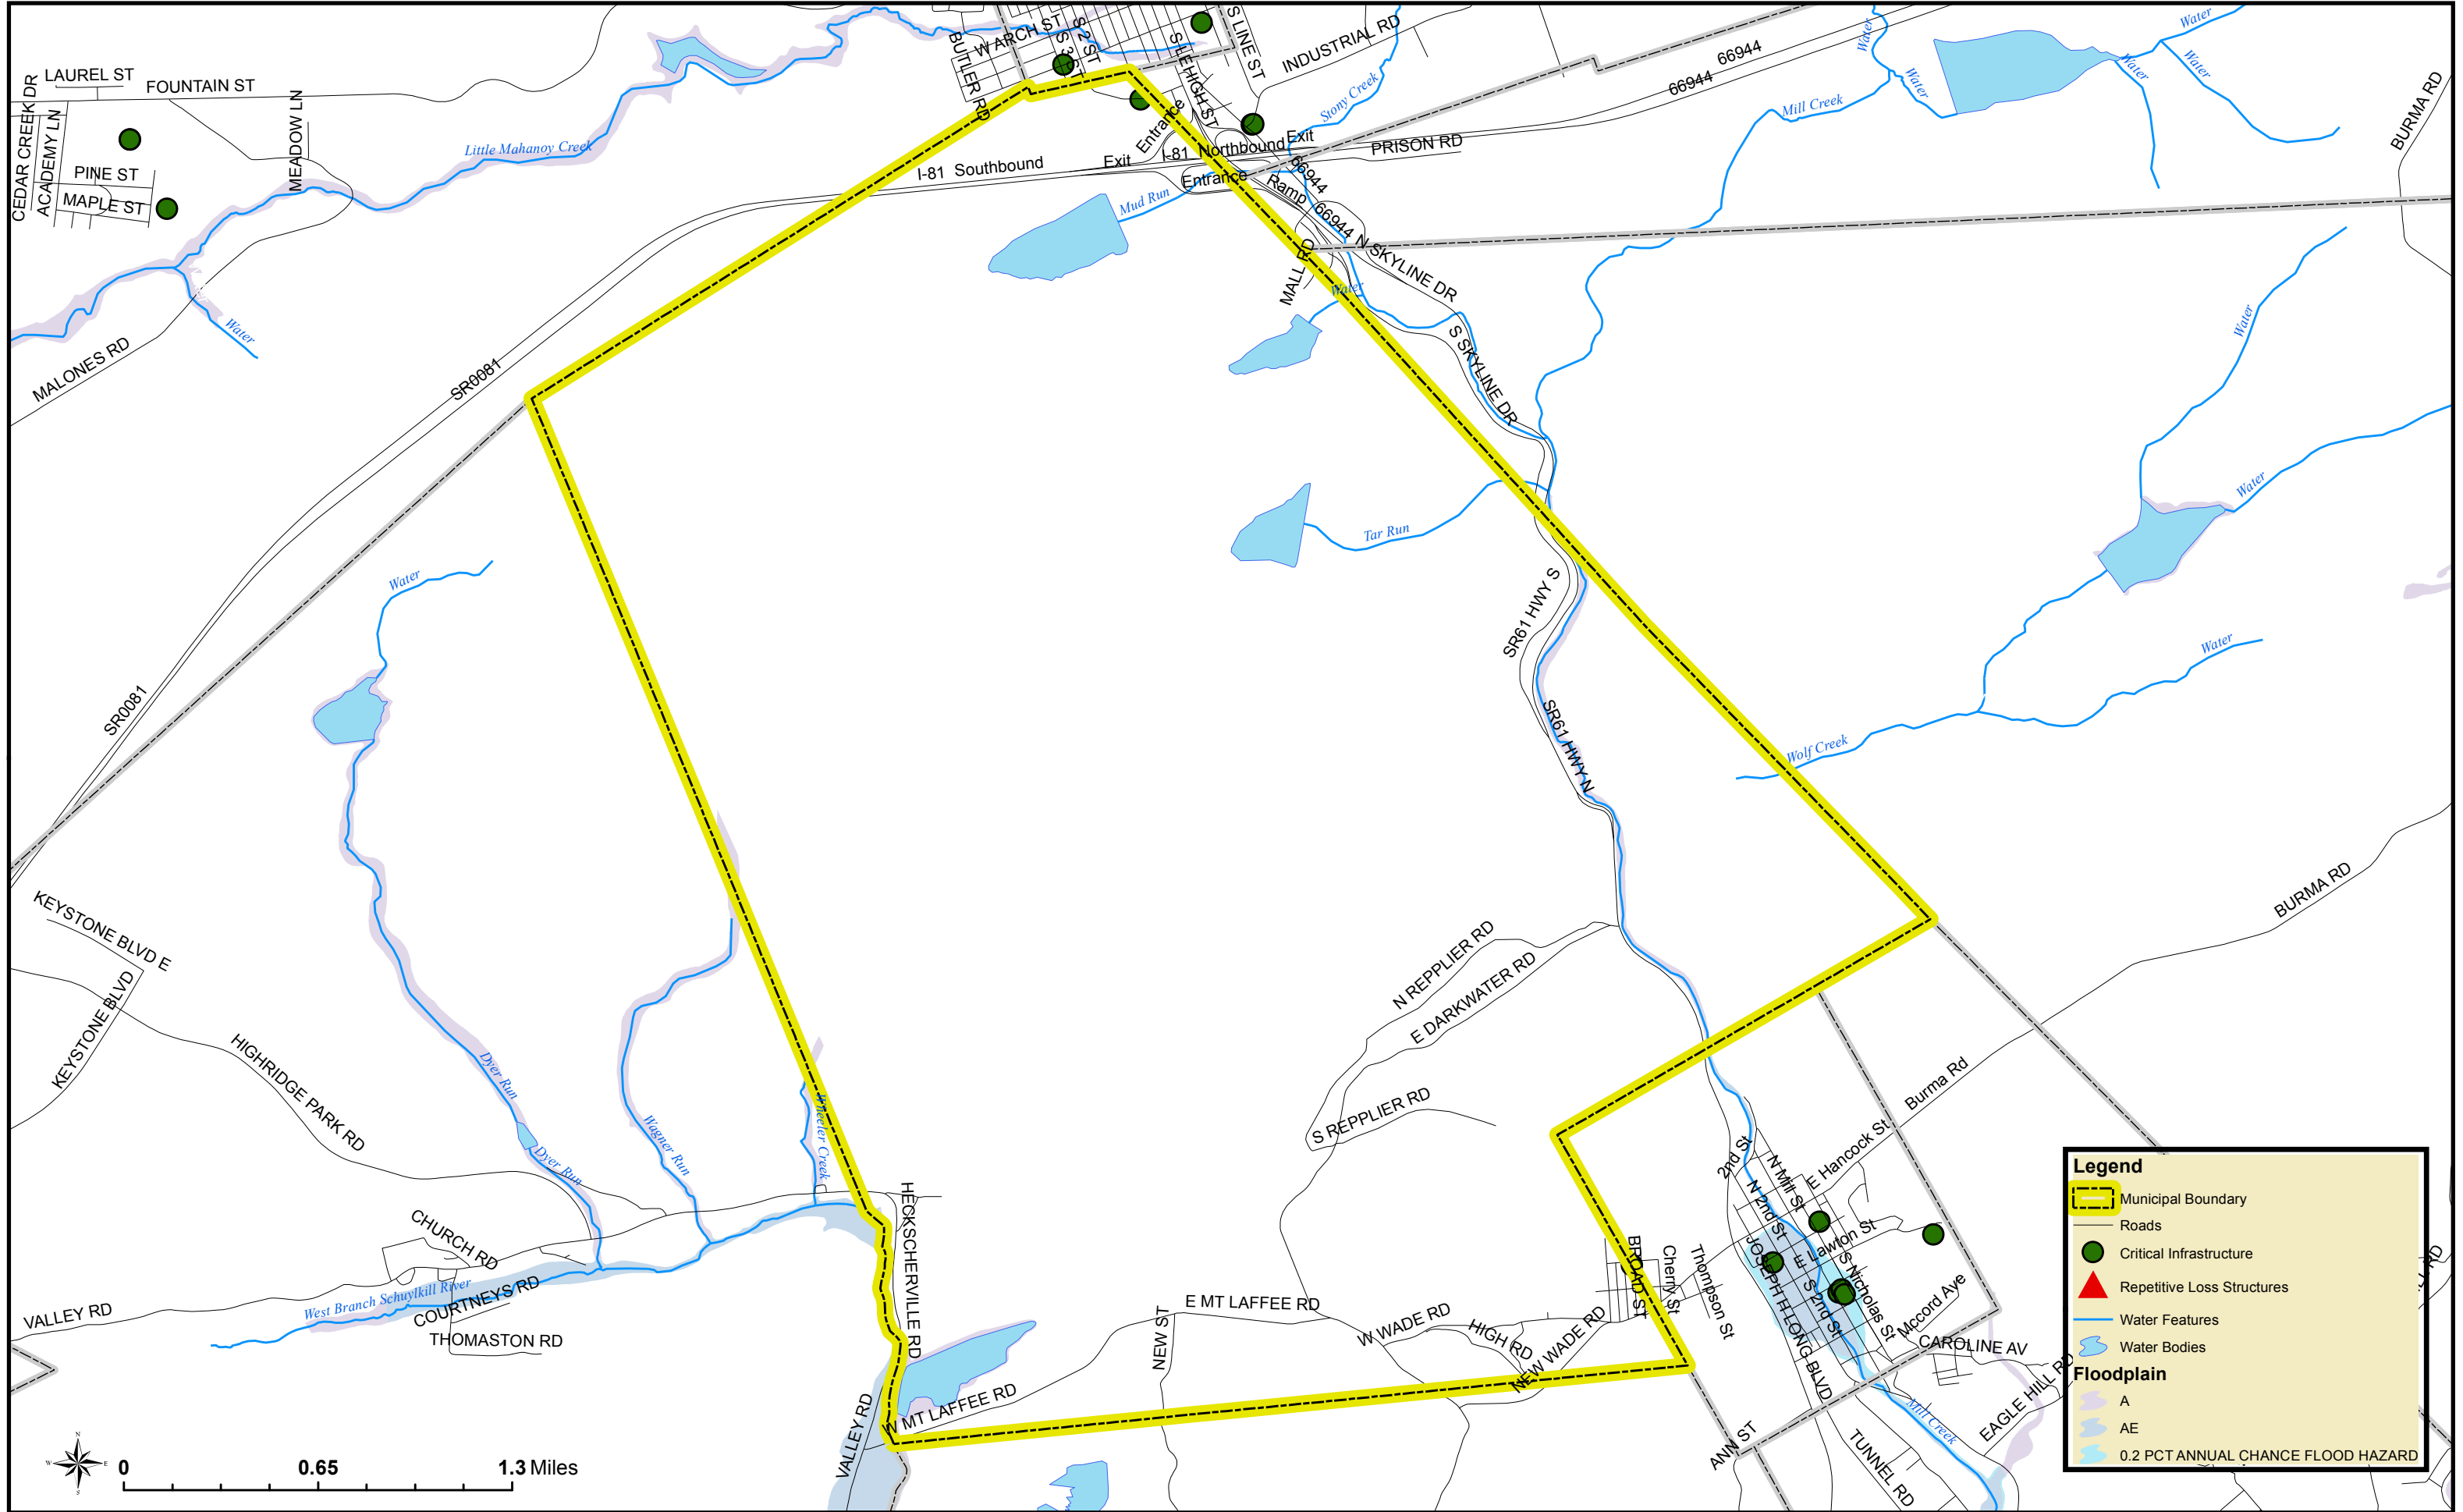 W ARCH ST
S 3 ST
S 2 ST
S LEHIGH ST
S LINE ST
INDUSTRIAL RD
BUTLER RD
66944
66944
Water
Water
Water
Water
Water
LAUREL ST
FOUNTAIN ST
CEDAR CREEK DR
ACADEMY LN
MEADOW LN
PINE ST
MAPLE ST
Little Mahanoy Creek
Stony Creek
Mill Creek
BURMA RD
Entrance
Exit
I-81 Northbound
Exit
PRISON RD
I-81 Southbound
Entrance
Ramp
66944
66944
Mud Run
N SKYLINE DR
MALL RD
Water
S SKYLINE DR
Water
MALONES RD
SR0081
Water
Water
Tar Run
Water
SR61 HWY S
Water
SR0081
SR61 HWY N
Wolf Creek
BURMA RD
KEYSTONE BLVD E
KEYSTONE BLVD
N REPPLIER RD
E DARKWATER RD
HIGHRIDGE PARK RD
Dyer Run
Wagner Run
Wheeler Creek
S REPPLIER RD
Burma Rd
Dyer Run
2nd St
N Mill St
E Hancock St
N 2nd St
E Lawton St
HECKSCHERVILLE RD
CHURCH RD
BROAD ST
Cherry St
Thompson St
JOSEPH H LONG BLVD
S 2nd St
S Nicholas St
Mccord Ave
West Branch Schuylkill River
COURTNEYS RD
VALLEY RD
THOMASTON RD
NEW ST
E MT LAFFEE RD
W WADE RD
HIGH RD
NEW WADE RD
CAROLINE AV
EAGLE HILL RD
W MT LAFFEE RD
VALLEY RD
Mill Creek
ANN ST
TUNNEL RD
Legend
Municipal Boundary
Roads
Critical Infrastructure
Repetitive Loss Structures
Water Features
Water Bodies
Floodplain
A
AE
0.2 PCT ANNUAL CHANCE FLOOD HAZARD
N
W
E
S
0 0.65 1.3 Miles